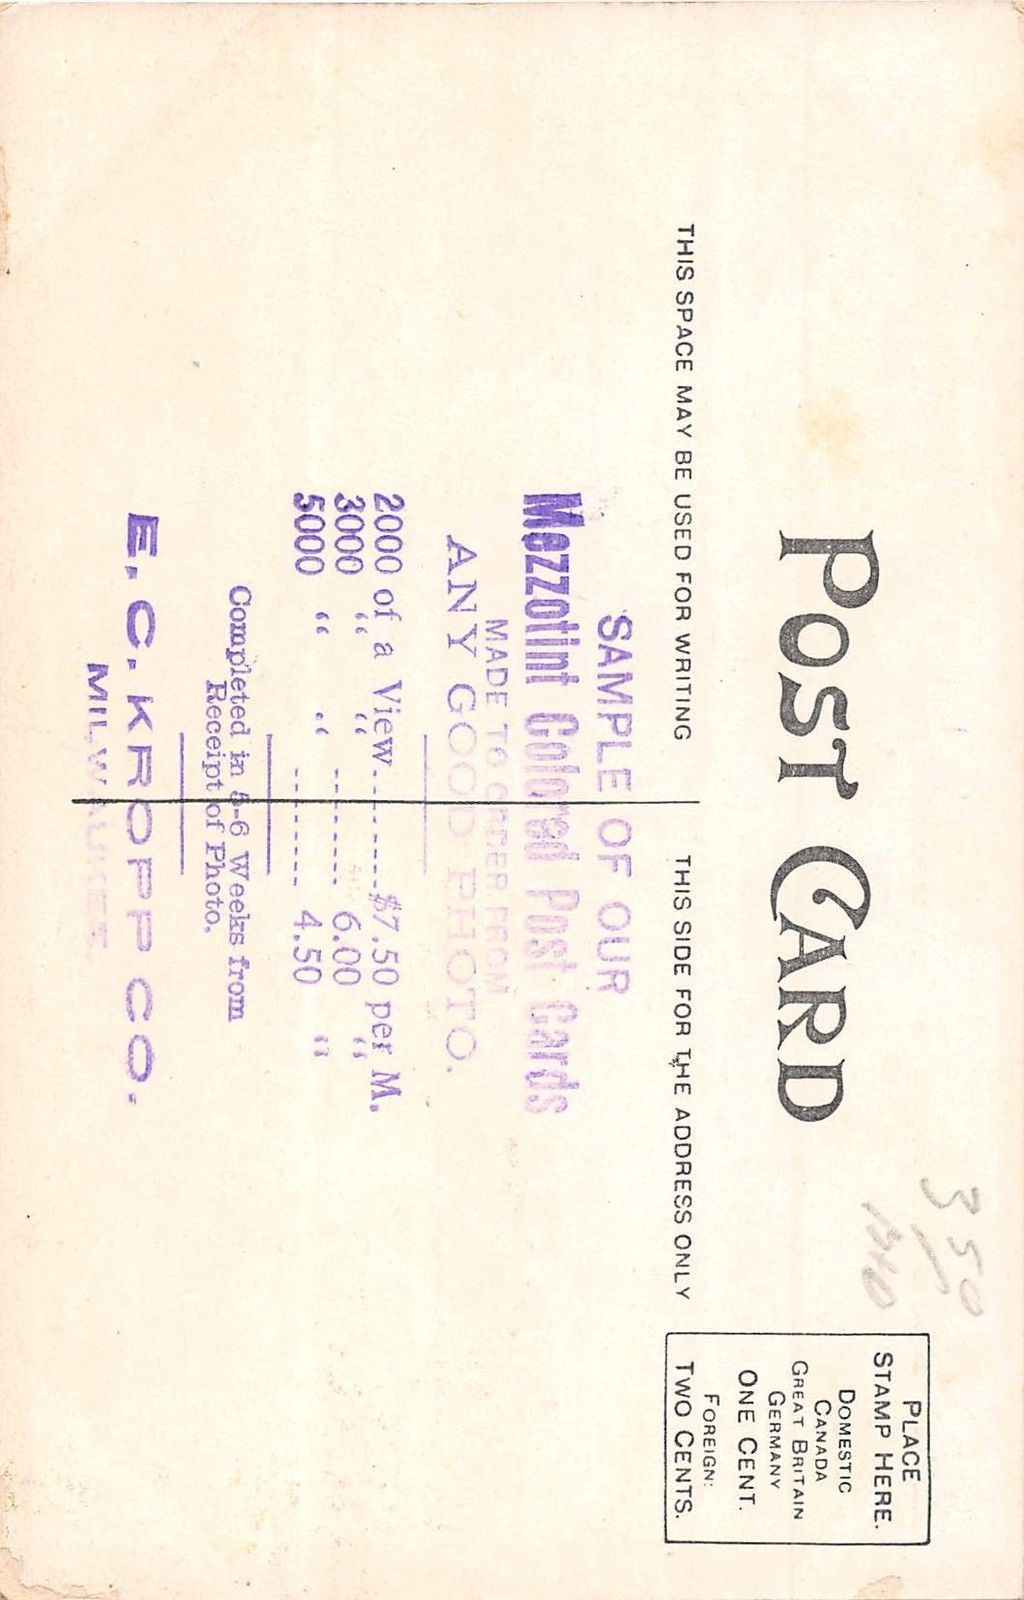 POST CARD
THIS SPACE MAY BE USED FOR WRITING
THIS SIDE FOR THE ADDRESS ONLY
PLACE
STAMP HERE.
DOMESTIC
CANADA
GREAT BRITAIN
GERMANY
ONE CENT.
FOREIGN:
TWO CENTS.
3 50
SAMPLE OF OUR
Mezzotint Colored Post Cards
MADE TO ORDER FROM
ANY GOOD PHOTO.
2000 of a View.......$7.50 per M.
3000 “ “ ------- 6.00 “
5000 “ “ ------- 4.50 “
Completed in 5-6 Weeks from
Receipt of Photo.
E. C. KROPP CO.
MILWAUKEE.